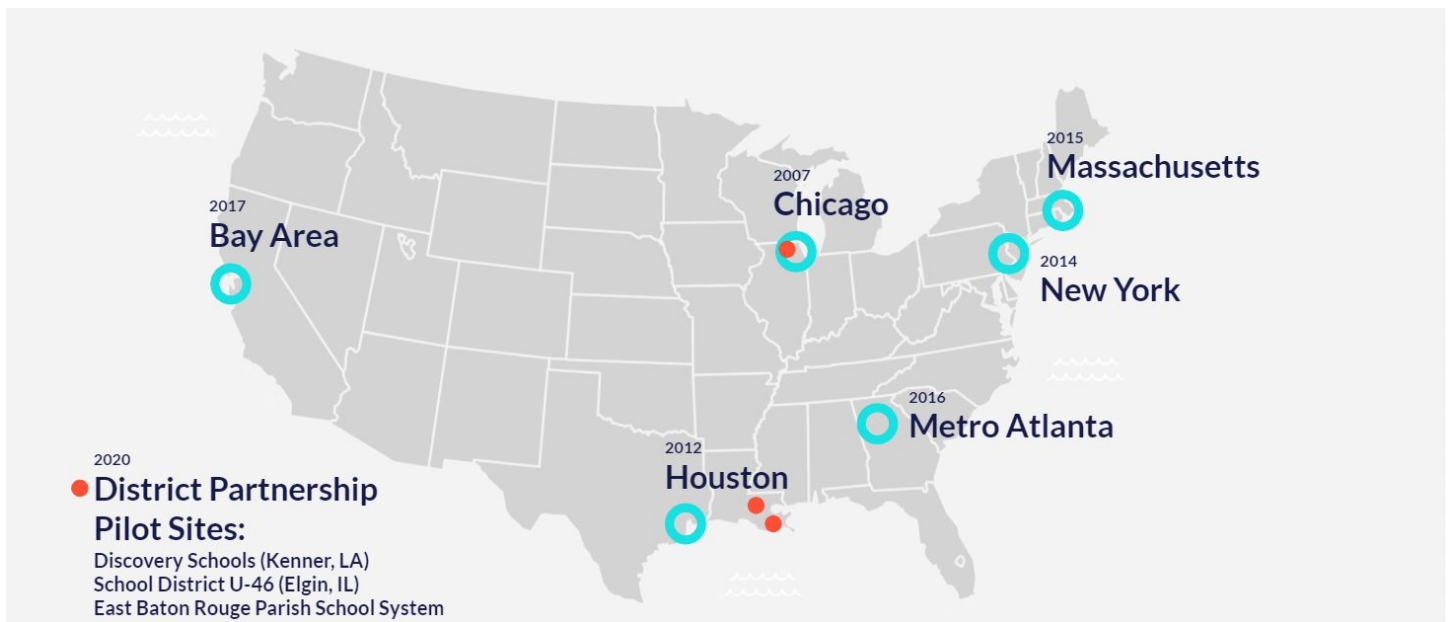 2015
Massachusetts
2007
Chicago
2017
Bay Area
2014
New York
2016
Metro Atlanta
2012
Houston
2020
District Partnership
Pilot Sites:
Discovery Schools (Kenner, LA)
School District U-46 (Elgin, IL)
East Baton Rouge Parish School System